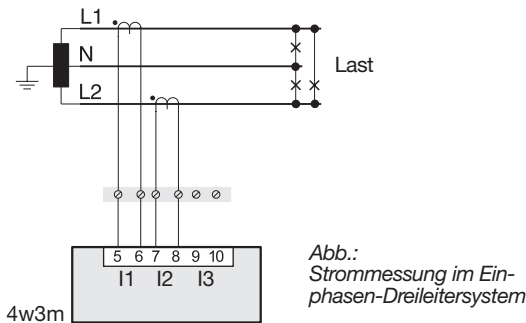 L1
N
L2
Last
5 6 7 8 9 10
I1 I2 I3
4w3m
Abb.:
Strommessung im Ein-
phasen-Dreileitersystem